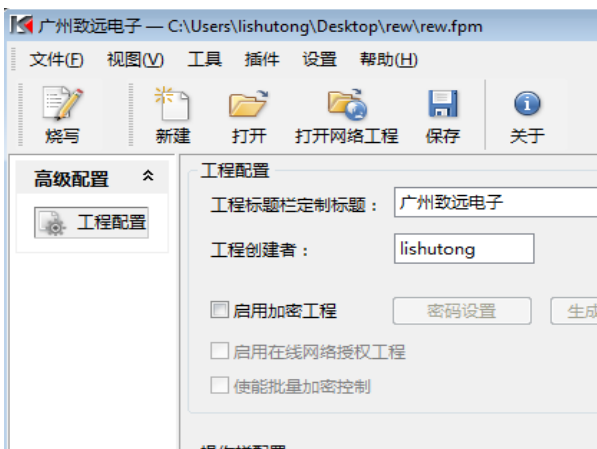 广州致远电子 — C:\Users\lishutong\Desktop\rew\rew.fpm
文件(F) 视图(V) 工具 插件 设置 帮助(H)
烧写 新建 打开 打开网络工程 保存 关于
高级配置
工程配置
工程配置
工程标题栏定制标题： 广州致远电子
工程创建者： lishutong
启用加密工程 密码设置 生成
启用在线网络授权工程
使能批量加密控制